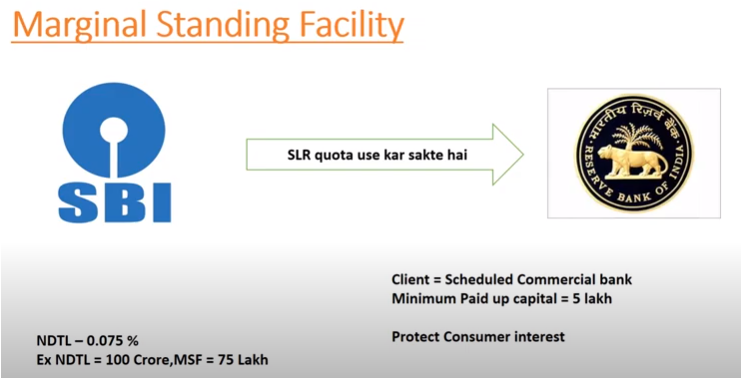 Marginal Standing Facility
SBI
SLR quota use kar sakte hai
भारतीय रिज़र्व बैंक
RESERVE BANK OF INDIA
Client = Scheduled Commercial bank
Minimum Paid up capital = 5 lakh
Protect Consumer interest
NDTL – 0.075 %
Ex NDTL = 100 Crore,MSF = 75 Lakh